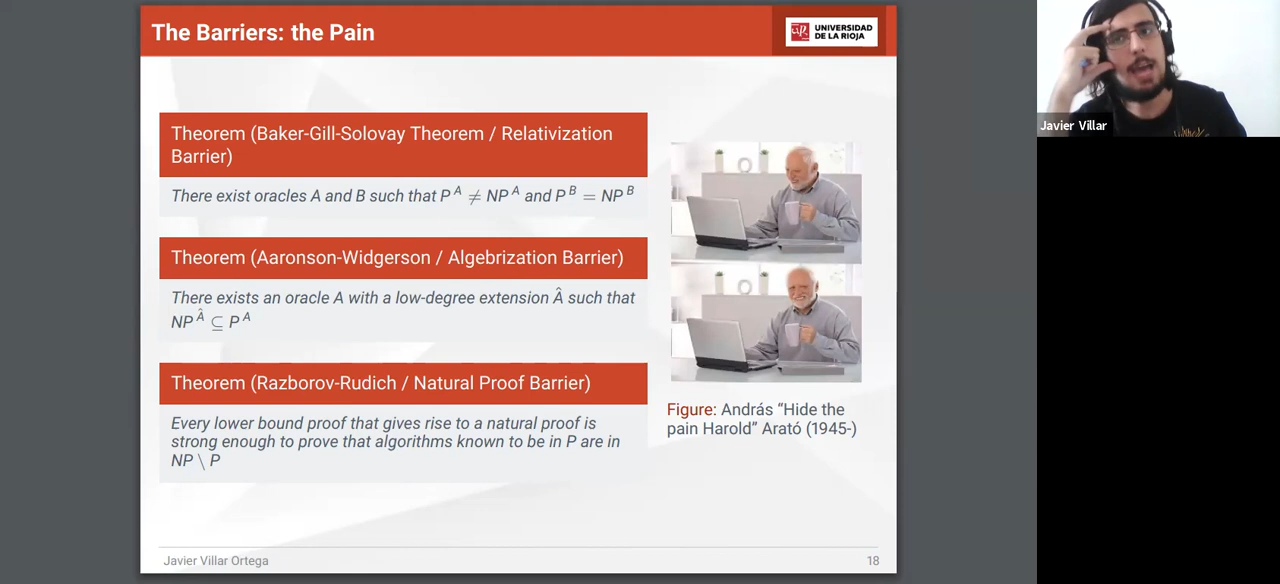 The Barriers: the Pain
UNIVERSIDAD
DE LA RIOJA
Theorem (Baker-Gill-Solovay Theorem / Relativization
Barrier)
There exist oracles A and B such that P^A ≠ NP^A and P^B = NP^B
Theorem (Aaronson-Widgerson / Algebrization Barrier)
There exists an oracle A with a low-degree extension Â such that
NP^Â ⊆ P^A
Theorem (Razborov-Rudich / Natural Proof Barrier)
Every lower bound proof that gives rise to a natural proof is
strong enough to prove that algorithms known to be in P are in
NP \ P
Figure: András “Hide the
pain Harold” Arató (1945-)
Javier Villar Ortega
18
Javier Villar